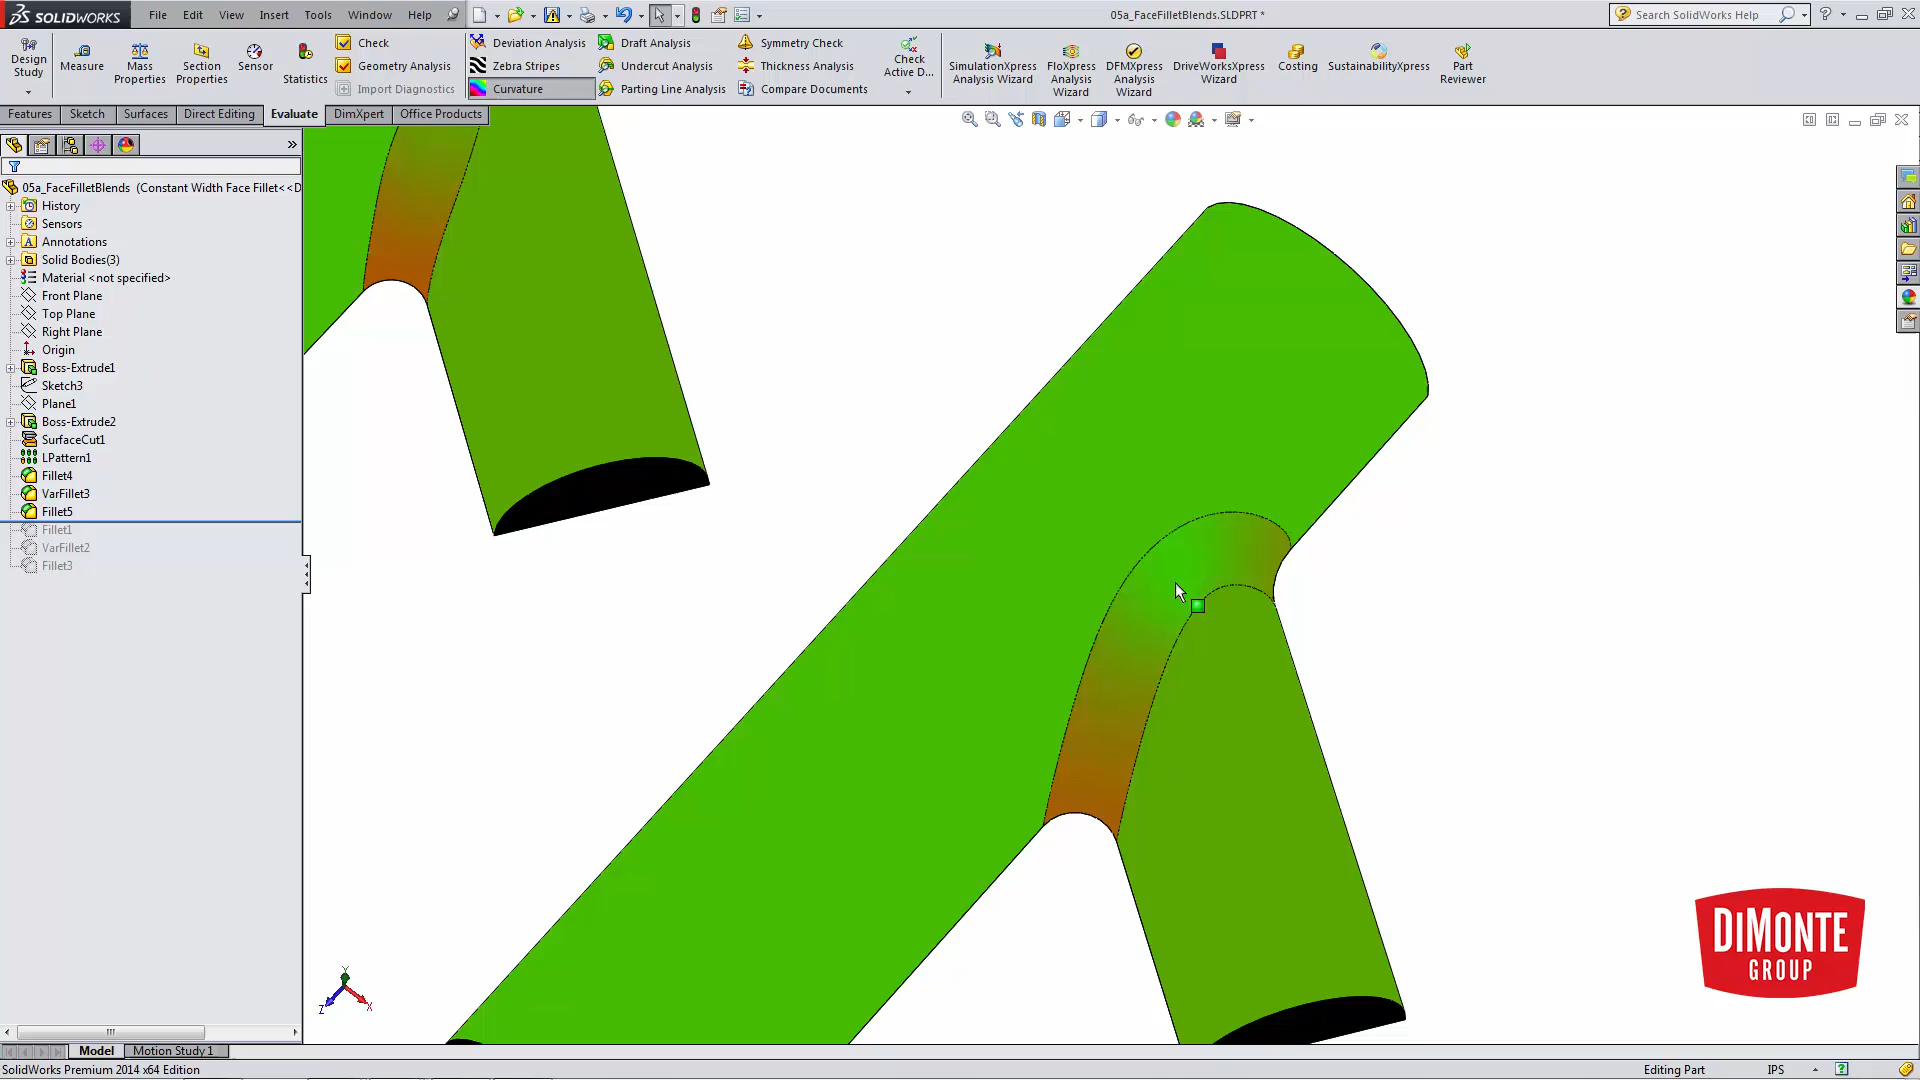 SOLIDWORKS File Edit View Insert Tools Window Help 05a_FaceFilletBlends.SLDPRT * Search SolidWorks Help
Design Study
Measure
Mass Properties
Section Properties
Sensor
Statistics
Check
Geometry Analysis
Import Diagnostics
Deviation Analysis
Zebra Stripes
Curvature
Draft Analysis
Undercut Analysis
Parting Line Analysis
Symmetry Check
Thickness Analysis
Compare Documents
Check Active D...
SimulationXpress Analysis Wizard
FloXpress Analysis Wizard
DFMXpress Analysis Wizard
DriveWorksXpress Wizard
Costing
SustainabilityXpress
Part Reviewer
Features Sketch Surfaces Direct Editing Evaluate DimXpert Office Products
05a_FaceFilletBlends (Constant Width Face Fillet<<D
History
Sensors
Annotations
Solid Bodies(3)
Material <not specified>
Front Plane
Top Plane
Right Plane
Origin
Boss-Extrude1
Sketch3
Plane1
Boss-Extrude2
SurfaceCut1
LPattern1
Fillet4
VarFillet3
Fillet5
Fillet1
VarFillet2
Fillet3
Y
Z
X
DIMONTE
GROUP
Model Motion Study 1
SolidWorks Premium 2014 x64 Edition Editing Part IPS